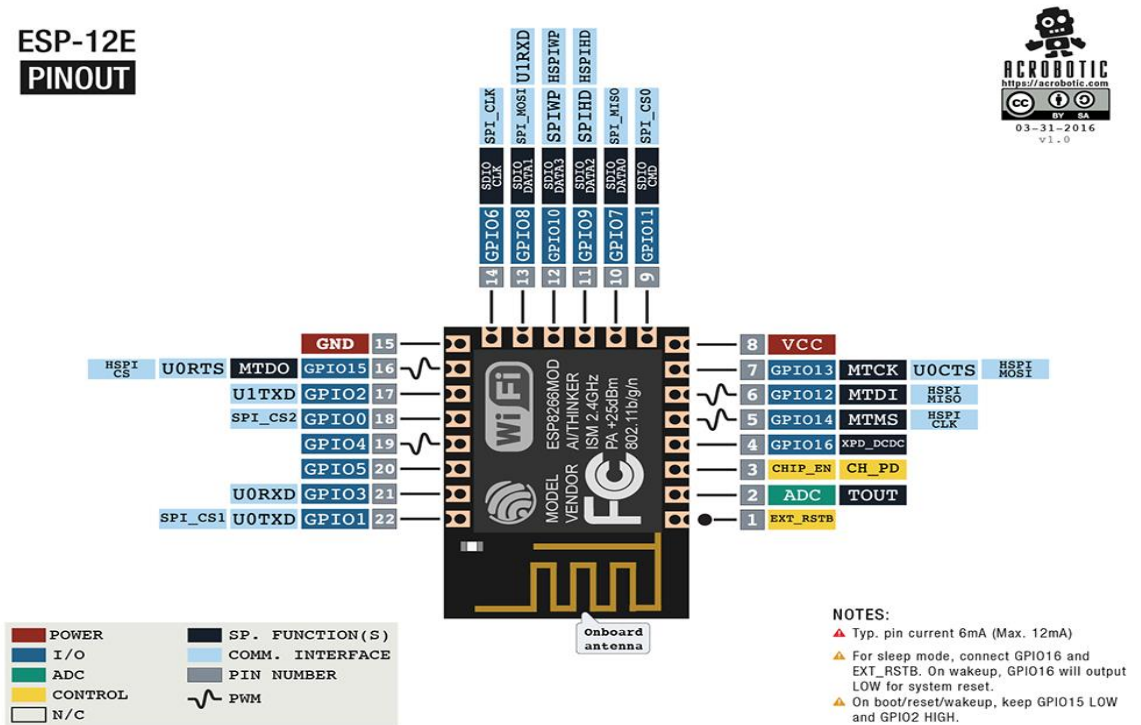 ESP-12E
PINOUT
ACROBOTIC
https://acrobotic.com
CC BY SA
03-31-2016
v1.0
SPI_CLK SDIO CLK GPIO6 14
U1RXD SPI_MOSI SDIO DATA1 GPIO8 13
HSPIWP SPIWP SDIO DATA3 GPIO10 12
HSPIHD SPIHD SDIO DATA2 GPIO9 11
SPI_MISO SDIO DATA0 GPIO7 10
SPI_CS0 SDIO CMD GPIO11 9
GND 15
HSPI CS U0RTS MTDO GPIO15 16
U1TXD GPIO2 17
SPI_CS2 GPIO0 18
GPIO4 19
GPIO5 20
U0RXD GPIO3 21
SPI_CS1 U0TXD GPIO1 22
Wi Fi
MODEL ESP8266MOD
VENDOR AI/THINKER
ISM 2.4GHz
PA +25dBm
802.11b/g/n
FC
8 VCC
7 GPIO13 MTCK U0CTS HSPI MOSI
6 GPIO12 MTDI HSPI MISO
5 GPIO14 MTMS HSPI CLK
4 GPIO16 XPD_DCDC
3 CHIP_EN CH_PD
2 ADC TOUT
1 EXT_RSTB
Onboard
antenna
POWER
I/O
ADC
CONTROL
N/C
SP. FUNCTION(S)
COMM. INTERFACE
PIN NUMBER
PWM
NOTES:
Typ. pin current 6mA (Max. 12mA)
For sleep mode, connect GPIO16 and
EXT_RSTB. On wakeup, GPIO16 will output
LOW for system reset.
On boot/reset/wakeup, keep GPIO15 LOW
and GPIO2 HIGH.